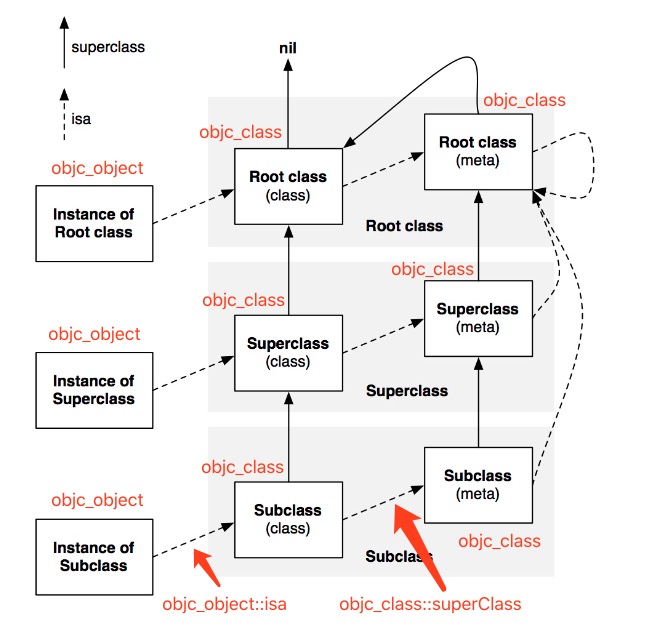 superclass
nil
isa
objc_class
objc_class
objc_object
Root class
(class)
Root class
(meta)
Instance of
Root class
Root class
objc_class
objc_class
objc_object
Superclass
(class)
Superclass
(meta)
Instance of
Superclass
Superclass
objc_class
objc_object
Subclass
(class)
Subclass
(meta)
objc_class
Instance of
Subclass
Subclass
objc_object::isa
objc_class::superClass